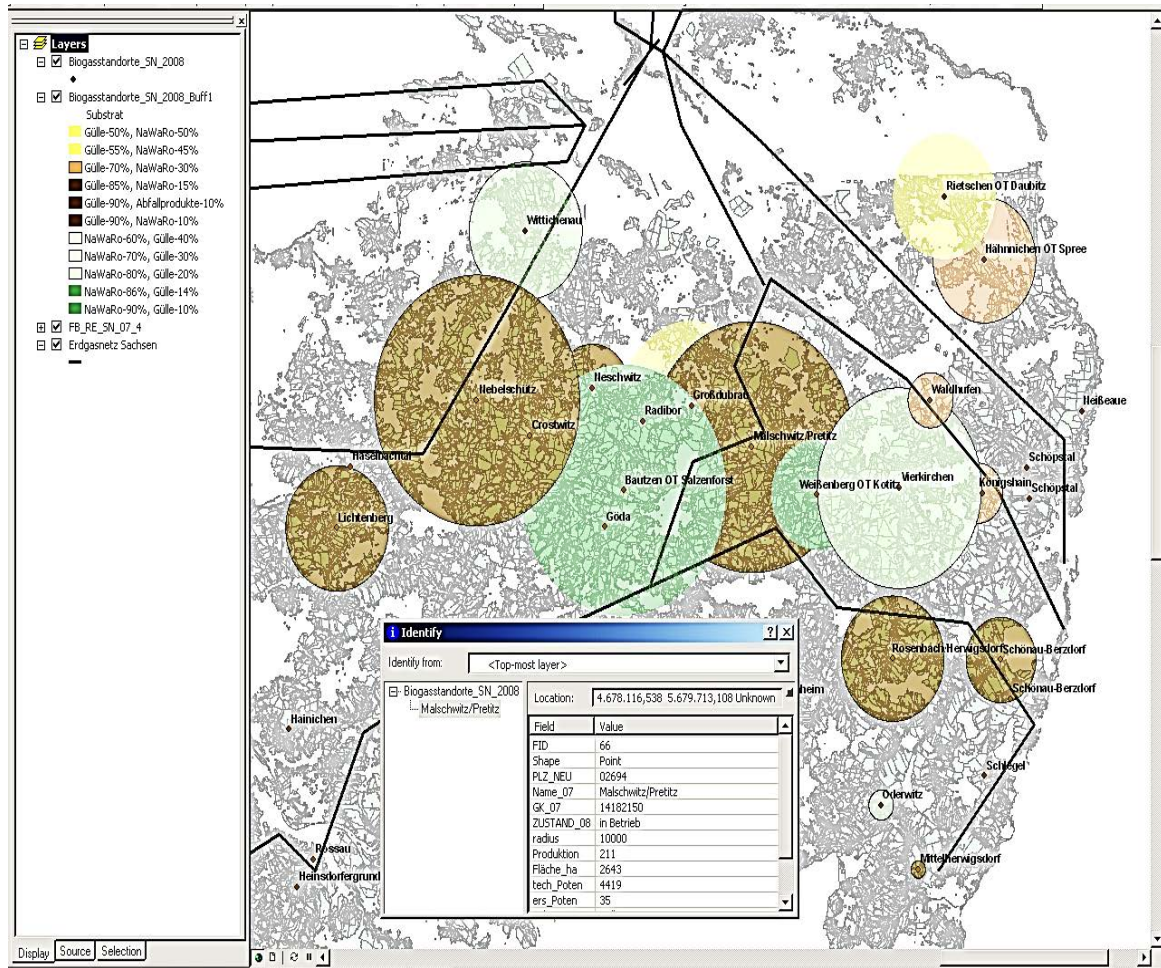 Layers
Biogasstandorte_SN_2008
Biogasstandorte_SN_2008_Buff1
Substrat
Gülle-50%, NaWaRo-50%
Gülle-55%, NaWaRo-45%
Gülle-70%, NaWaRo-30%
Gülle-85%, NaWaRo-15%
Gülle-90%, Abfallprodukte-10%
Gülle-90%, NaWaRo-10%
NaWaRo-60%, Gülle-40%
NaWaRo-70%, Gülle-30%
NaWaRo-80%, Gülle-20%
NaWaRo-86%, Gülle-14%
NaWaRo-90%, Gülle-10%
FB_RE_SN_07_4
Erdgasnetz Sachsen
Display Source Selection
Rietschen OT Daubitz
Wittichenau
Hähnichen OT Spree
Nebelschütz
Neschwitz
Großdubrau
Waldhufen
Neißeaue
Radibor
Crostwitz
Malschwitz/Pretitz
Haselbachtal
Schöpstal
Bautzen OT Salzenforst
Weißenberg OT Kotitz
Vierkirchen
Königshain
Schöpstal
Lichtenberg
Göda
Rosenbach/Herwigsdorf
Schönau-Berzdorf
Schönau-Berzdorf
nheim
Hainichen
Schlegel
Oderwitz
Rossau
Mittelherwigsdorf
Heinsdorfergrund
Identify
Identify from: <Top-most layer>
Biogasstandorte_SN_2008
Malschwitz/Pretitz
Location: 4.678.116,538 5.679.713,108 Unknown
Field Value
FID 66
Shape Point
PLZ_NEU 02694
Name_07 Malschwitz/Pretitz
GK_07 14182150
ZUSTAND_08 in Betrieb
radius 10000
Produktion 211
Fläche_ha 2643
tech_Poten 4419
ers_Poten 35